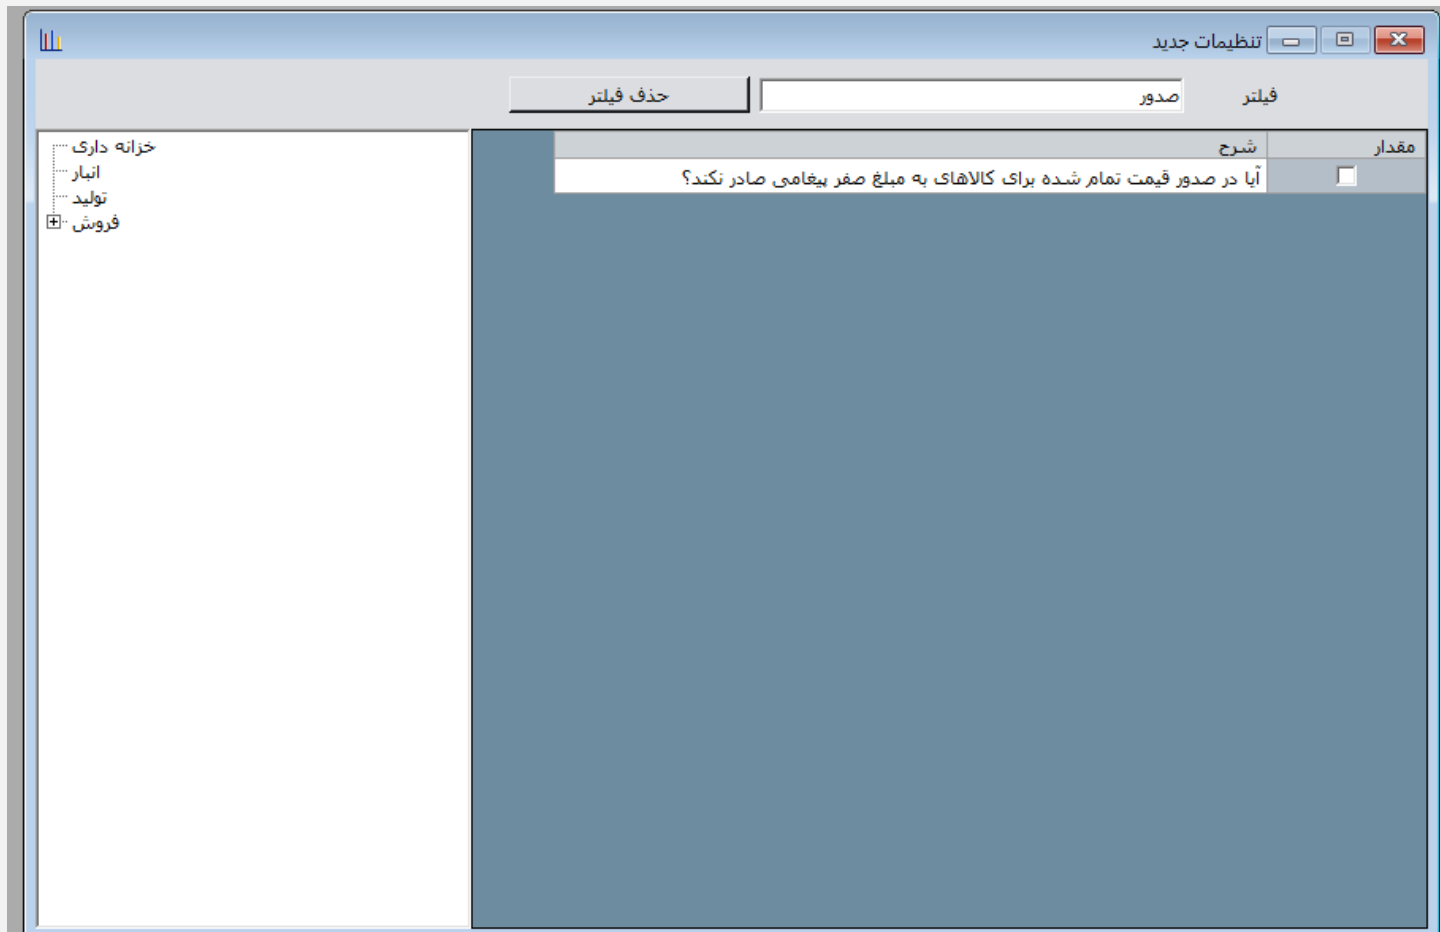 تنظیمات جدید
فیلتر
صدور
حذف فیلتر
مقدار
شرح
آیا در صدور قیمت تمام شده برای کالاهای به مبلغ صفر پیغامی صادر نکند؟
خزانه داری
انبار
تولید
فروش